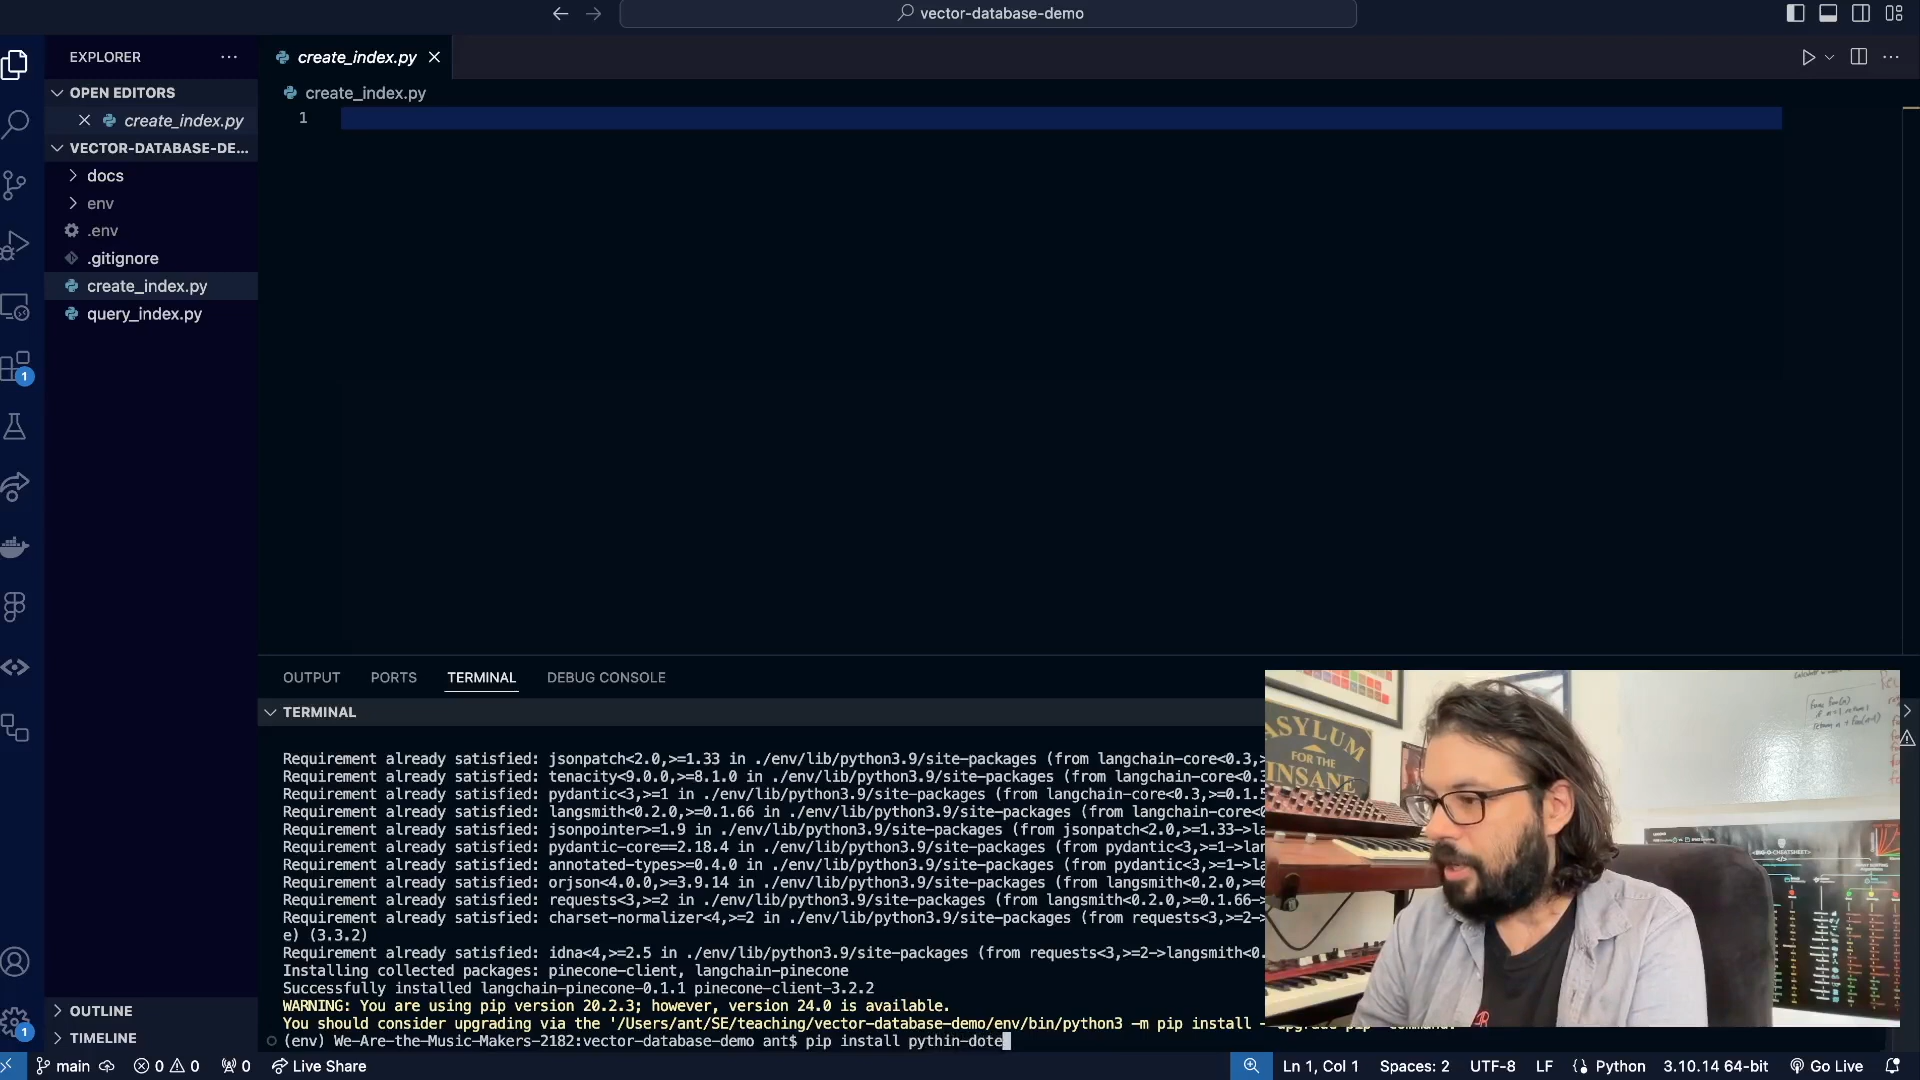 vector-database-demo
EXPLORER
create_index.py
OPEN EDITORS
create_index.py
VECTOR-DATABASE-DE...
docs
env
.env
.gitignore
create_index.py
query_index.py
create_index.py
1
OUTPUT PORTS TERMINAL DEBUG CONSOLE
TERMINAL
Requirement already satisfied: jsonpatch<2.0,>=1.33 in ./env/lib/python3.9/site-packages (from langchain-core<0.3,>
Requirement already satisfied: tenacity<9.0.0,>=8.1.0 in ./env/lib/python3.9/site-packages (from langchain-core<0.3
Requirement already satisfied: pydantic<3,>=1 in ./env/lib/python3.9/site-packages (from langchain-core<0.3,>=0.1.5
Requirement already satisfied: langsmith<0.2.0,>=0.1.66 in ./env/lib/python3.9/site-packages (from langchain-core<0
Requirement already satisfied: jsonpointer>=1.9 in ./env/lib/python3.9/site-packages (from jsonpatch<2.0,>=1.33->la
Requirement already satisfied: pydantic-core==2.18.4 in ./env/lib/python3.9/site-packages (from pydantic<3,>=1->lan
Requirement already satisfied: annotated-types>=0.4.0 in ./env/lib/python3.9/site-packages (from pydantic<3,>=1->la
Requirement already satisfied: orjson<4.0.0,>=3.9.14 in ./env/lib/python3.9/site-packages (from langsmith<0.2.0,>=0
Requirement already satisfied: requests<3,>=2 in ./env/lib/python3.9/site-packages (from langsmith<0.2.0,>=0.1.66->
Requirement already satisfied: charset-normalizer<4,>=2 in ./env/lib/python3.9/site-packages (from requests<3,>=2->
e) (3.3.2)
Requirement already satisfied: idna<4,>=2.5 in ./env/lib/python3.9/site-packages (from requests<3,>=2->langsmith<0.
Installing collected packages: pinecone-client, langchain-pinecone
Successfully installed langchain-pinecone-0.1.1 pinecone-client-3.2.2
WARNING: You are using pip version 20.2.3; however, version 24.0 is available.
You should consider upgrading via the '/Users/ant/SE/teaching/vector-database-demo/env/bin/python3 -m pip install --upgrade pip' command.
(env) We-Are-the-Music-Makers-2182:vector-database-demo ant$ pip install pythin-dote
ASYLUM
FOR THE
INSANE
BIG-O-CHEATSHEET
OUTLINE
TIMELINE
1
1
main 0 0 0 Live Share
Ln 1, Col 1 Spaces: 2 UTF-8 LF Python 3.10.14 64-bit Go Live